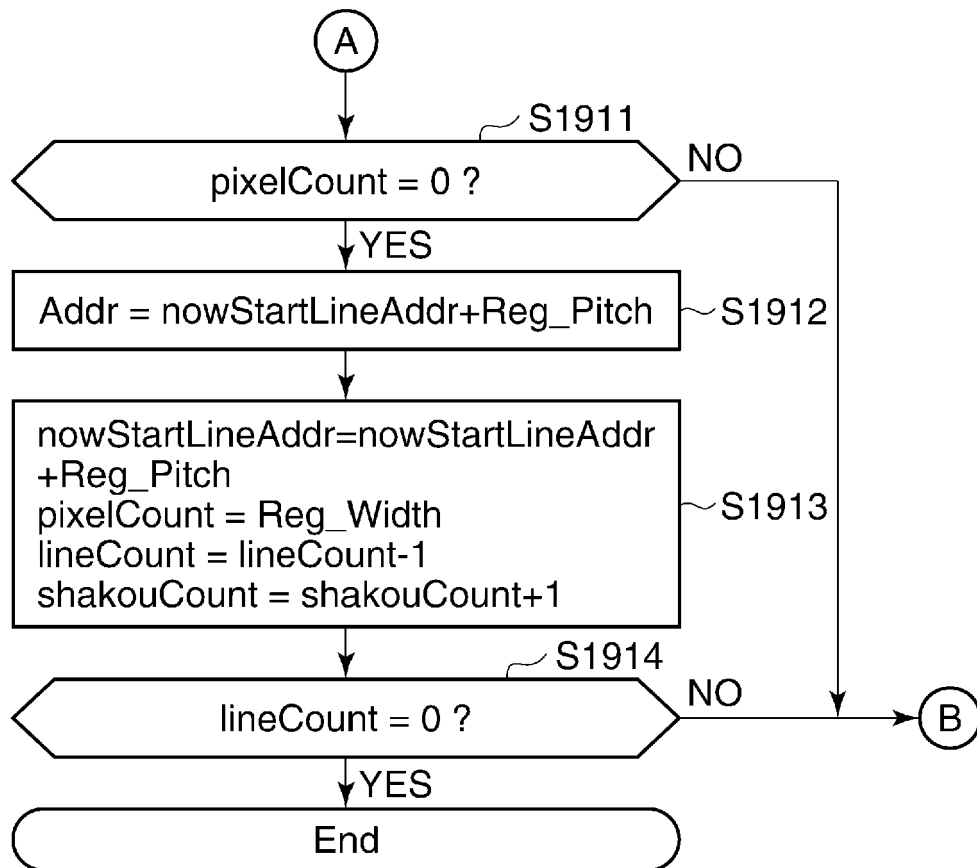 A
S1911
pixelCount = 0 ?
NO
YES
Addr = nowStartLineAddr+Reg_Pitch
S1912
nowStartLineAddr=nowStartLineAddr
+Reg_Pitch
pixelCount = Reg_Width
lineCount = lineCount-1
shakouCount = shakouCount+1
S1913
S1914
lineCount = 0 ?
NO
B
YES
End